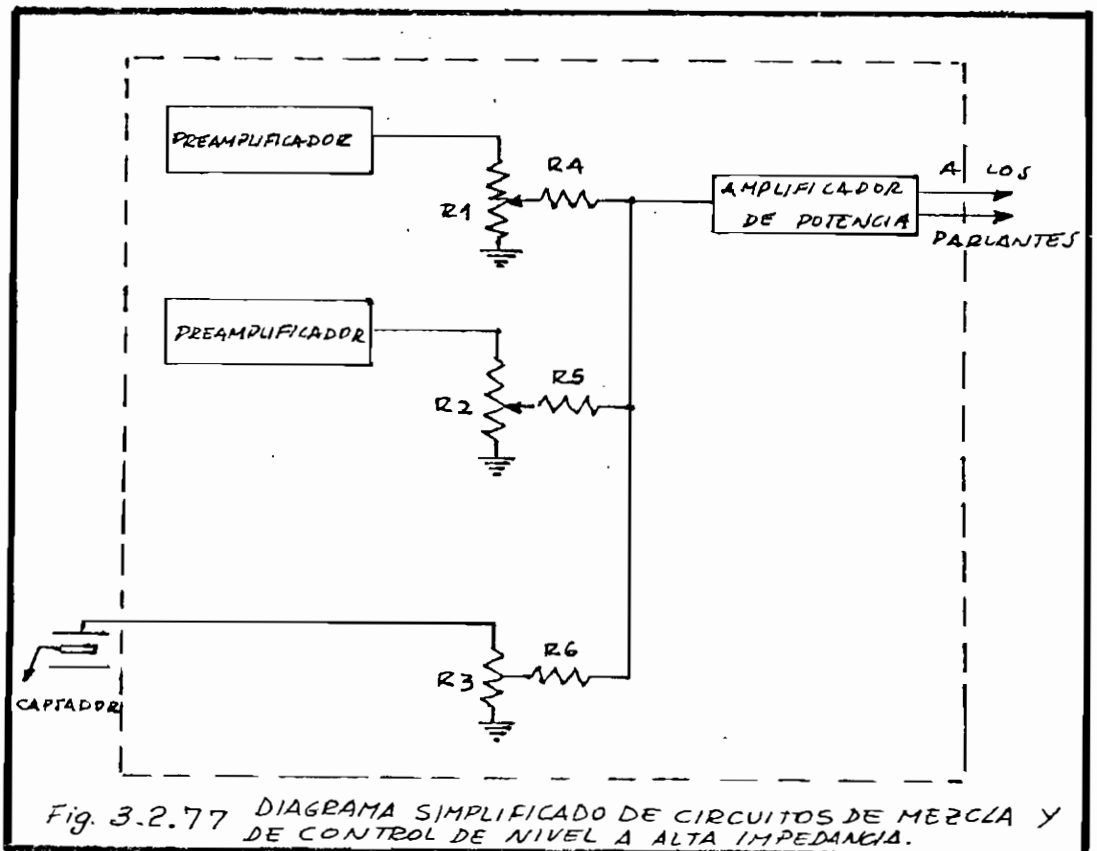 PREAMPLIFICADOR
R1
R4
AMPLIFICADOR
DE POTENCIA
A LOS
PARLANTES
PREAMPLIFICADOR
R2
R5
CAPTADOR
R3
R6
Fig. 3.2.77 DIAGRAMA SIMPLIFICADO DE CIRCUITOS DE MEZCLA Y
DE CONTROL DE NIVEL A ALTA IMPEDANCIA.